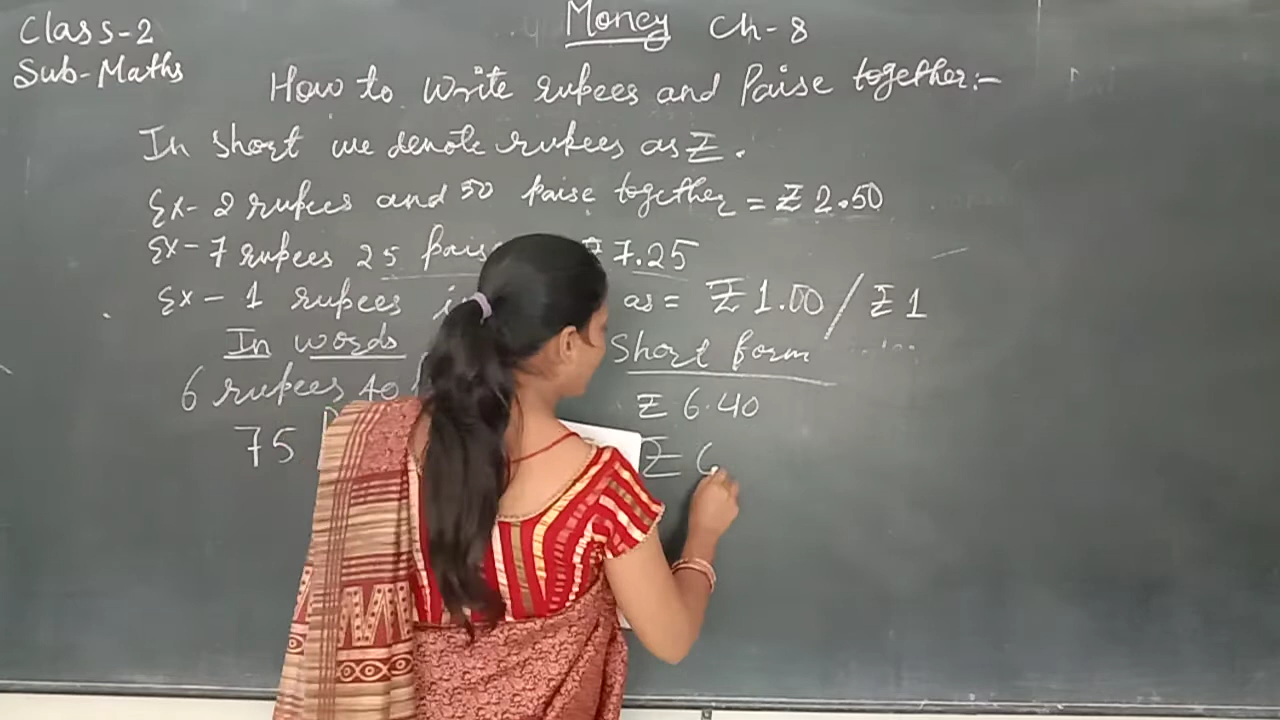 Class-2
Sub-Maths
Money Ch-8
How to write rupees and Paise together:-
In short we denote rupees as ₹.
Ex- 2 rupees and 50 paise together = ₹ 2.50
Ex- 7 rupees 25 ₹ 7.25
Ex- 1 rupees as = ₹ 1.00 / ₹ 1
In words Short form
6 rupees 40 ₹ 6.40
75 ₹